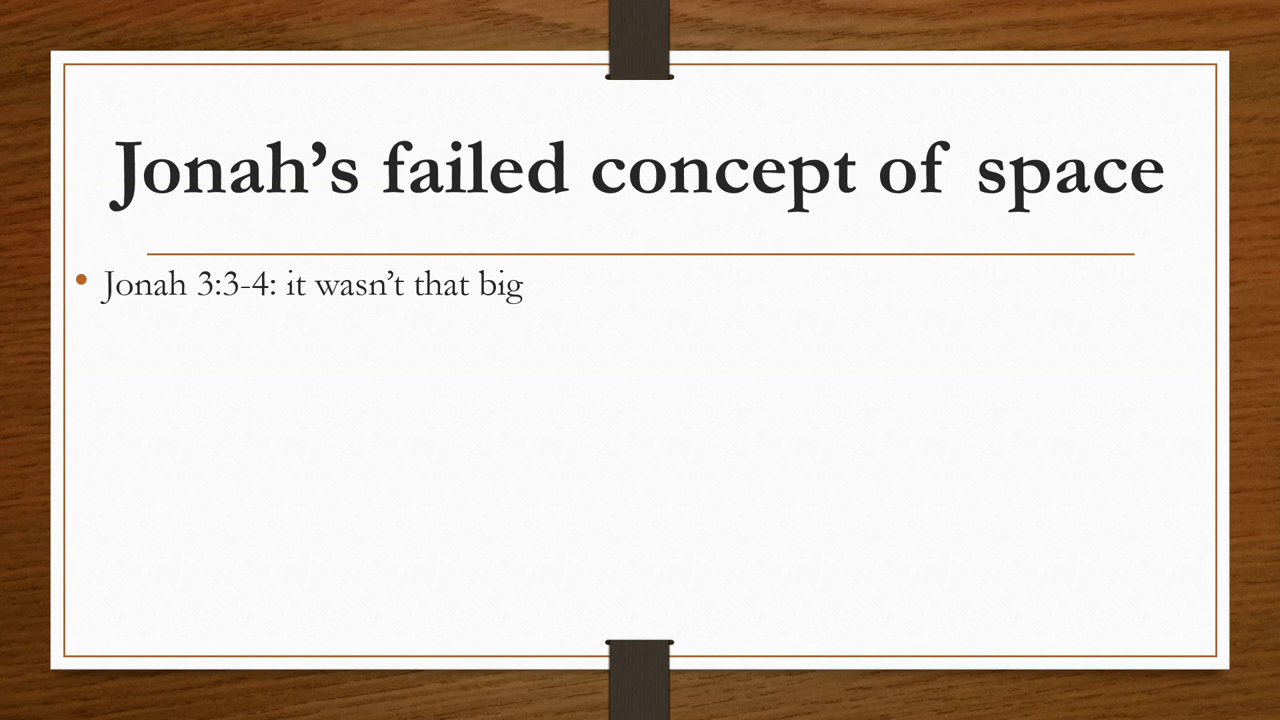 Jonah’s failed concept of space
• Jonah 3:3-4: it wasn’t that big